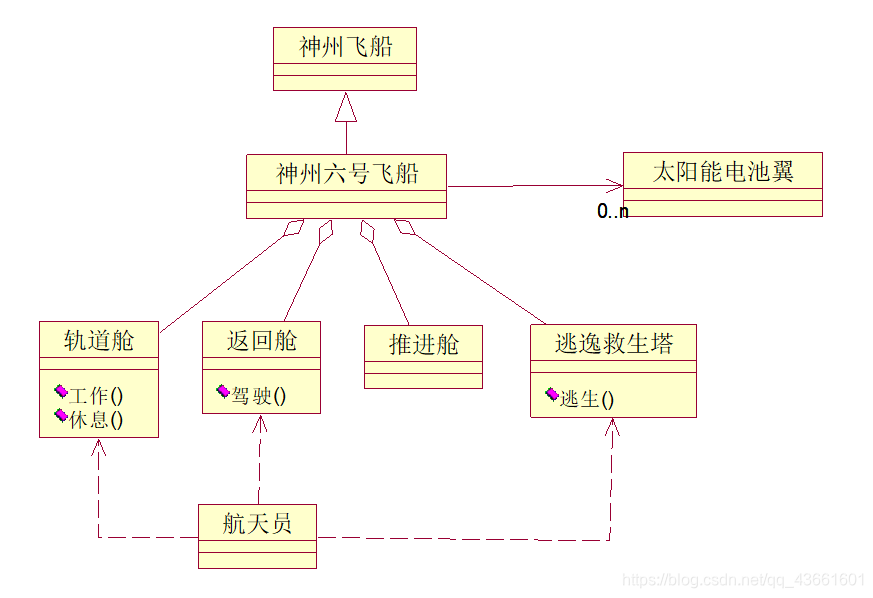 神州飞船
神州六号飞船
太阳能电池翼
0..n
轨道舱
工作()
休息()
返回舱
驾驶()
推进舱
逃逸救生塔
逃生()
航天员
https://blog.csdn.net/qq_43661601